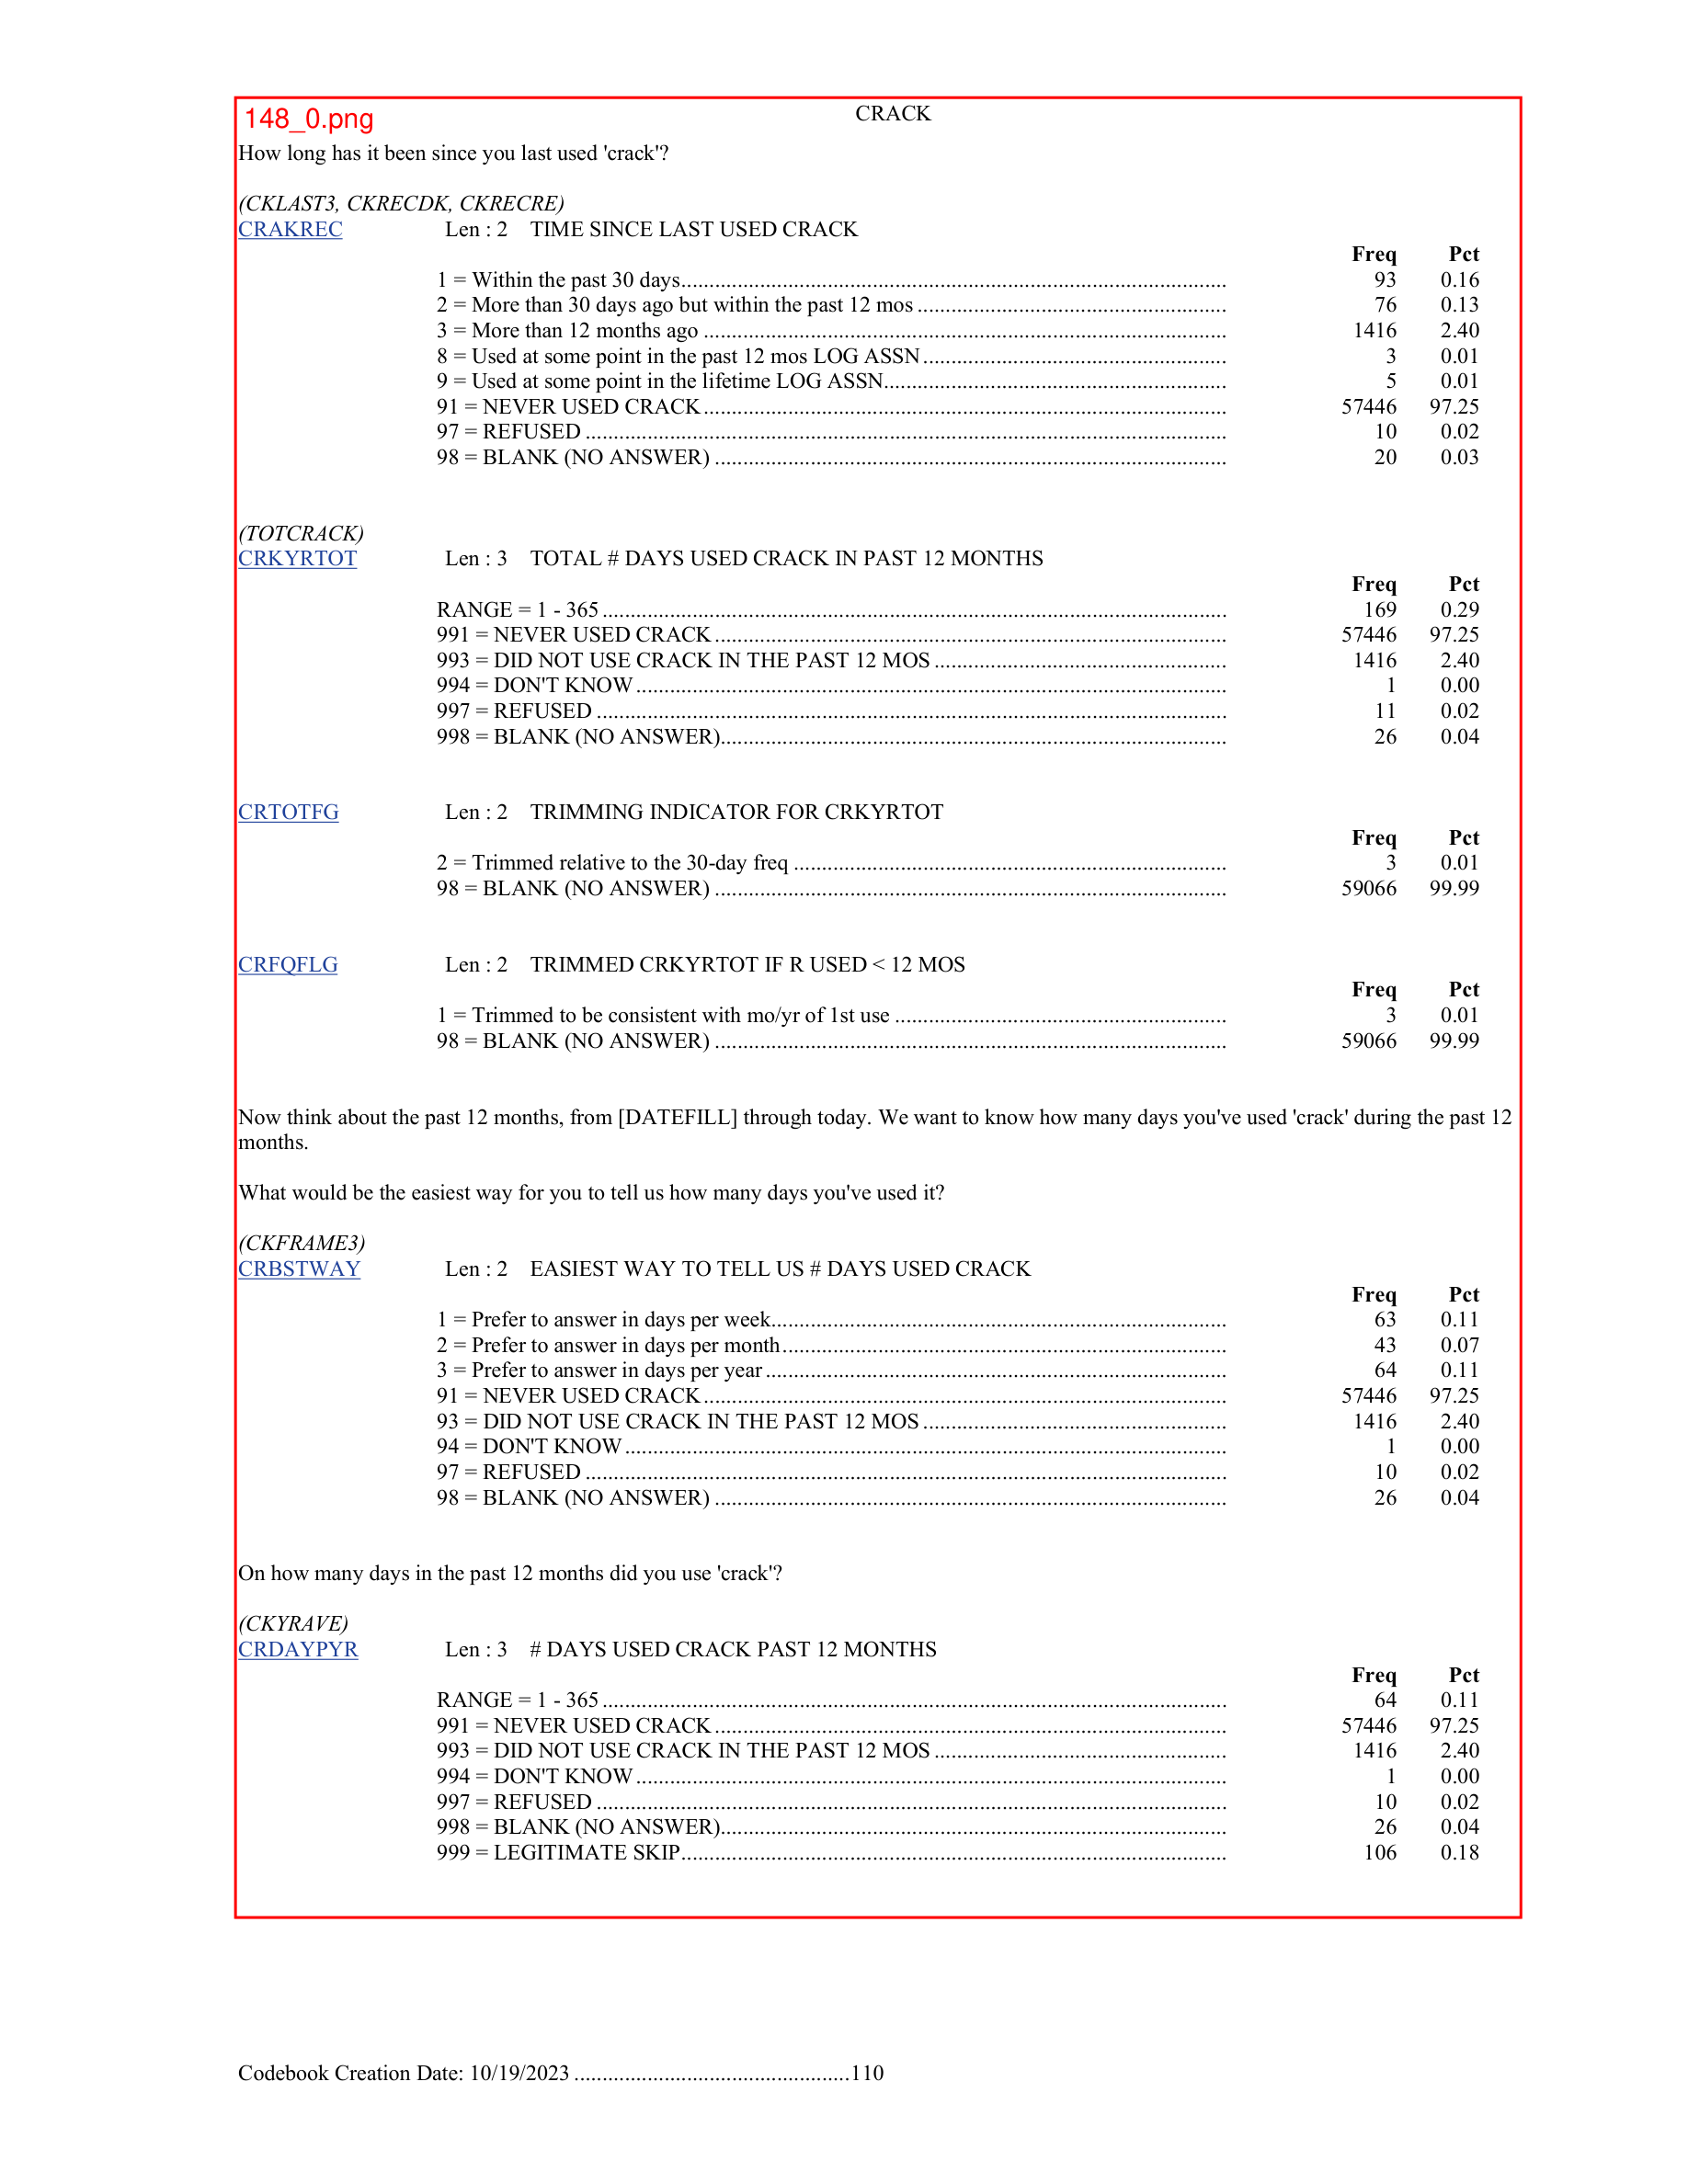 148_0.png
CRACK
How long has it been since you last used 'crack'?
(CKLAST3, CKRECDK, CKRECRE)
CRAKREC Len : 2 TIME SINCE LAST USED CRACK
Freq Pct
1 = Within the past 30 days.................................................................................................. 93 0.16
2 = More than 30 days ago but within the past 12 mos ....................................................... 76 0.13
3 = More than 12 months ago ............................................................................................. 1416 2.40
8 = Used at some point in the past 12 mos LOG ASSN...................................................... 3 0.01
9 = Used at some point in the lifetime LOG ASSN............................................................. 5 0.01
91 = NEVER USED CRACK............................................................................................. 57446 97.25
97 = REFUSED .................................................................................................................. 10 0.02
98 = BLANK (NO ANSWER) ........................................................................................... 20 0.03
(TOTCRACK)
CRKYRTOT Len : 3 TOTAL # DAYS USED CRACK IN PAST 12 MONTHS
Freq Pct
RANGE = 1 - 365 ............................................................................................................... 169 0.29
991 = NEVER USED CRACK ........................................................................................... 57446 97.25
993 = DID NOT USE CRACK IN THE PAST 12 MOS .................................................... 1416 2.40
994 = DON'T KNOW ......................................................................................................... 1 0.00
997 = REFUSED ................................................................................................................ 11 0.02
998 = BLANK (NO ANSWER).......................................................................................... 26 0.04
CRTOTFG Len : 2 TRIMMING INDICATOR FOR CRKYRTOT
Freq Pct
2 = Trimmed relative to the 30-day freq ............................................................................. 3 0.01
98 = BLANK (NO ANSWER) ........................................................................................... 59066 99.99
CRFQFLG Len : 2 TRIMMED CRKYRTOT IF R USED < 12 MOS
Freq Pct
1 = Trimmed to be consistent with mo/yr of 1st use ........................................................... 3 0.01
98 = BLANK (NO ANSWER) ........................................................................................... 59066 99.99
Now think about the past 12 months, from [DATEFILL] through today. We want to know how many days you've used 'crack' during the past 12
months.
What would be the easiest way for you to tell us how many days you've used it?
(CKFRAME3)
CRBSTWAY Len : 2 EASIEST WAY TO TELL US # DAYS USED CRACK
Freq Pct
1 = Prefer to answer in days per week................................................................................. 63 0.11
2 = Prefer to answer in days per month............................................................................... 43 0.07
3 = Prefer to answer in days per year .................................................................................. 64 0.11
91 = NEVER USED CRACK............................................................................................. 57446 97.25
93 = DID NOT USE CRACK IN THE PAST 12 MOS ...................................................... 1416 2.40
94 = DON'T KNOW ........................................................................................................... 1 0.00
97 = REFUSED .................................................................................................................. 10 0.02
98 = BLANK (NO ANSWER) ........................................................................................... 26 0.04
On how many days in the past 12 months did you use 'crack'?
(CKYRAVE)
CRDAYPYR Len : 3 # DAYS USED CRACK PAST 12 MONTHS
Freq Pct
RANGE = 1 - 365 ............................................................................................................... 64 0.11
991 = NEVER USED CRACK ........................................................................................... 57446 97.25
993 = DID NOT USE CRACK IN THE PAST 12 MOS .................................................... 1416 2.40
994 = DON'T KNOW ......................................................................................................... 1 0.00
997 = REFUSED ................................................................................................................ 10 0.02
998 = BLANK (NO ANSWER).......................................................................................... 26 0.04
999 = LEGITIMATE SKIP................................................................................................. 106 0.18
Codebook Creation Date: 10/19/2023 .................................................110